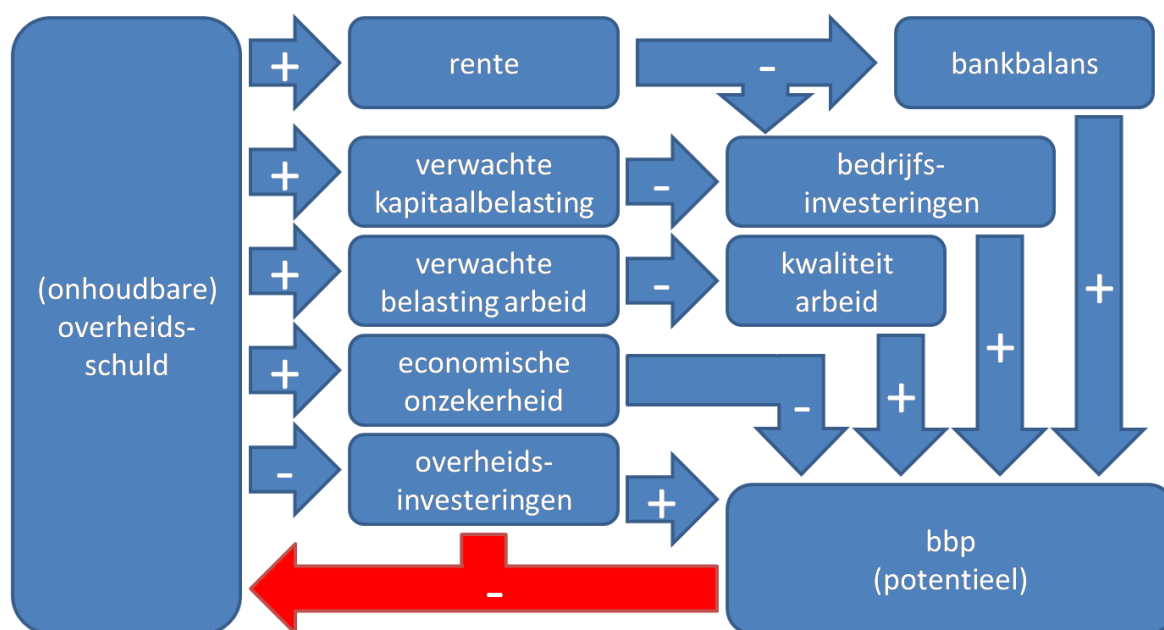 (onhoudbare)
overheids-
schuld
+
rente
-
bankbalans
+
verwachte
kapitaalbelasting
-
bedrijfs-
investeringen
+
verwachte
belasting arbeid
-
kwaliteit
arbeid
+
+
economische
onzekerheid
-
+
+
-
overheids-
investeringen
+
bbp
(potentieel)
-